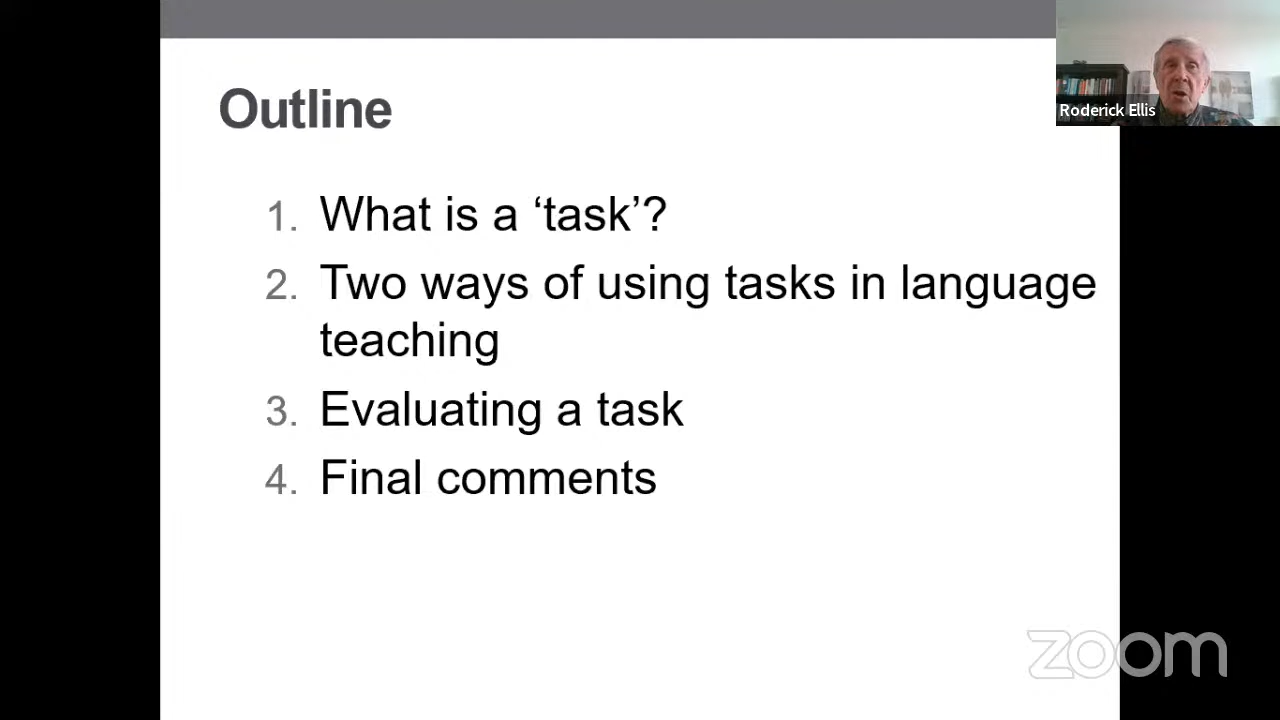 Outline
Roderick Ellis
1. What is a ‘task’?
2. Two ways of using tasks in language
teaching
3. Evaluating a task
4. Final comments
zoom